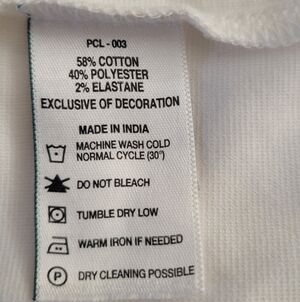 PCL - 003
58% COTTON
40% POLYESTER
2% ELASTANE
EXCLUSIVE OF DECORATION
MADE IN INDIA
MACHINE WASH COLD
NORMAL CYCLE (30°)
DO NOT BLEACH
TUMBLE DRY LOW
WARM IRON IF NEEDED
P DRY CLEANING POSSIBLE